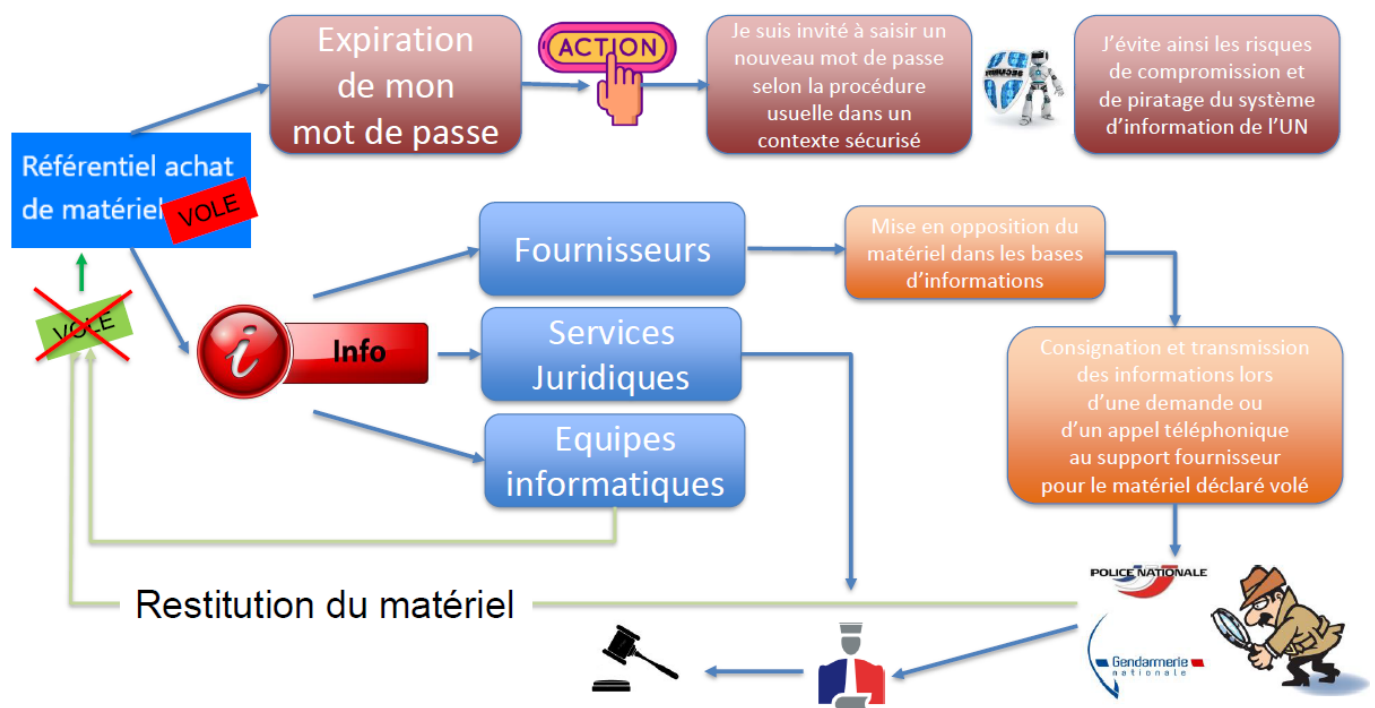 Expiration
de mon
mot de passe
ACTION
Je suis invité à saisir un
nouveau mot de passe
selon la procédure
usuelle dans un
contexte sécurisé
J'évite ainsi les risques
de compromission et
de piratage du système
d'information de l'UN
Référentiel achat
de matériel
VOLE
Fournisseurs
Mise en opposition du
matériel dans les bases
d'informations
VOLE
i Info
Services
Juridiques
Consignation et transmission
des informations lors
d'une demande ou
d'un appel téléphonique
au support fournisseur
pour le matériel déclaré volé
Equipes
informatiques
POLICE NATIONALE
Restitution du matériel
Gendarmerie
nationale